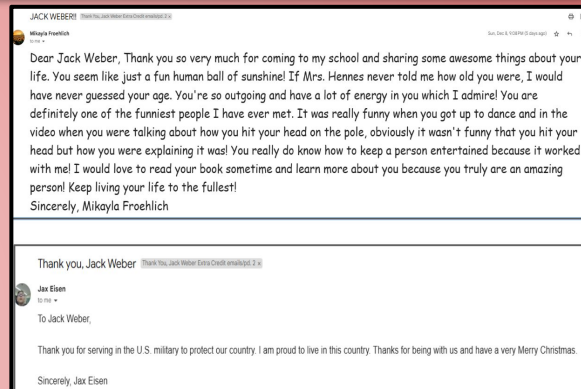 JACK WEBER!! Thank You, Jack Weber Extra Credit emails/pd. 2 x
Mikayla Froehlich
Sun, Dec 8, 9:08 PM (5 days ago)
to me
Dear Jack Weber, Thank you so very much for coming to my school and sharing some awesome things about your
life. You seem like just a fun human ball of sunshine! If Mrs. Hennes never told me how old you were, I would
have never guessed your age. You're so outgoing and have a lot of energy in you which I admire! You are
definitely one of the funniest people I have ever met. It was really funny when you got up to dance and in the
video when you were talking about how you hit your head on the pole, obviously it wasn't funny that you hit your
head but how you were explaining it was! You really do know how to keep a person entertained because it worked
with me! I would love to read your book sometime and learn more about you because you truly are an amazing
person! Keep living your life to the fullest!
Sincerely, Mikayla Froehlich
Thank you, Jack Weber Thank You, Jack Weber Extra Credit emails/pd. 2 x
Jax Eisen
to me
To Jack Weber,
Thank you for serving in the U.S. military to protect our country. I am proud to live in this country. Thanks for being with us and have a very Merry Christmas.
Sincerely, Jax Eisen